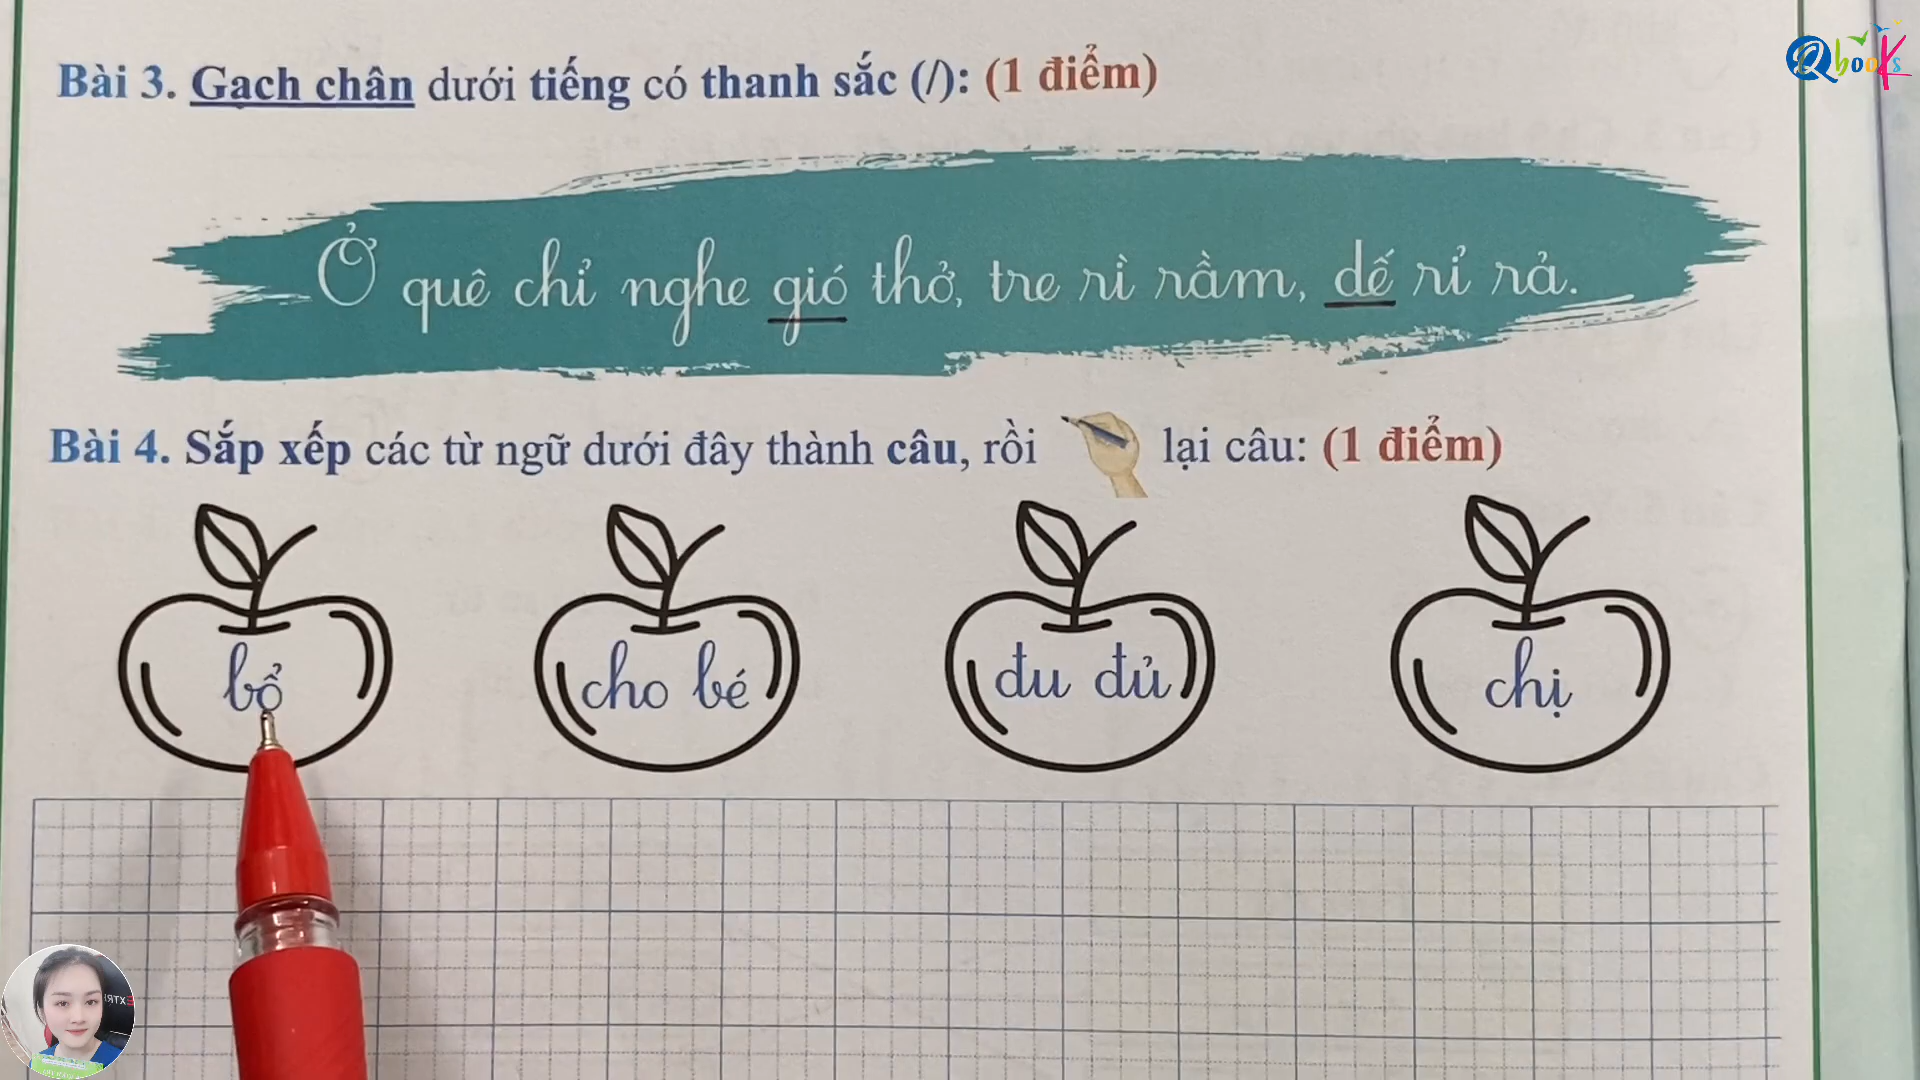 Qbooks
Bài 3. Gạch chân dưới tiếng có thanh sắc (/): (1 điểm)
Ở quê chỉ nghe gió thở, tre rì rầm, dế rỉ rả.
Bài 4. Sắp xếp các từ ngữ dưới đây thành câu, rồi lại câu: (1 điểm)
bổ cho bé đu đủ chị